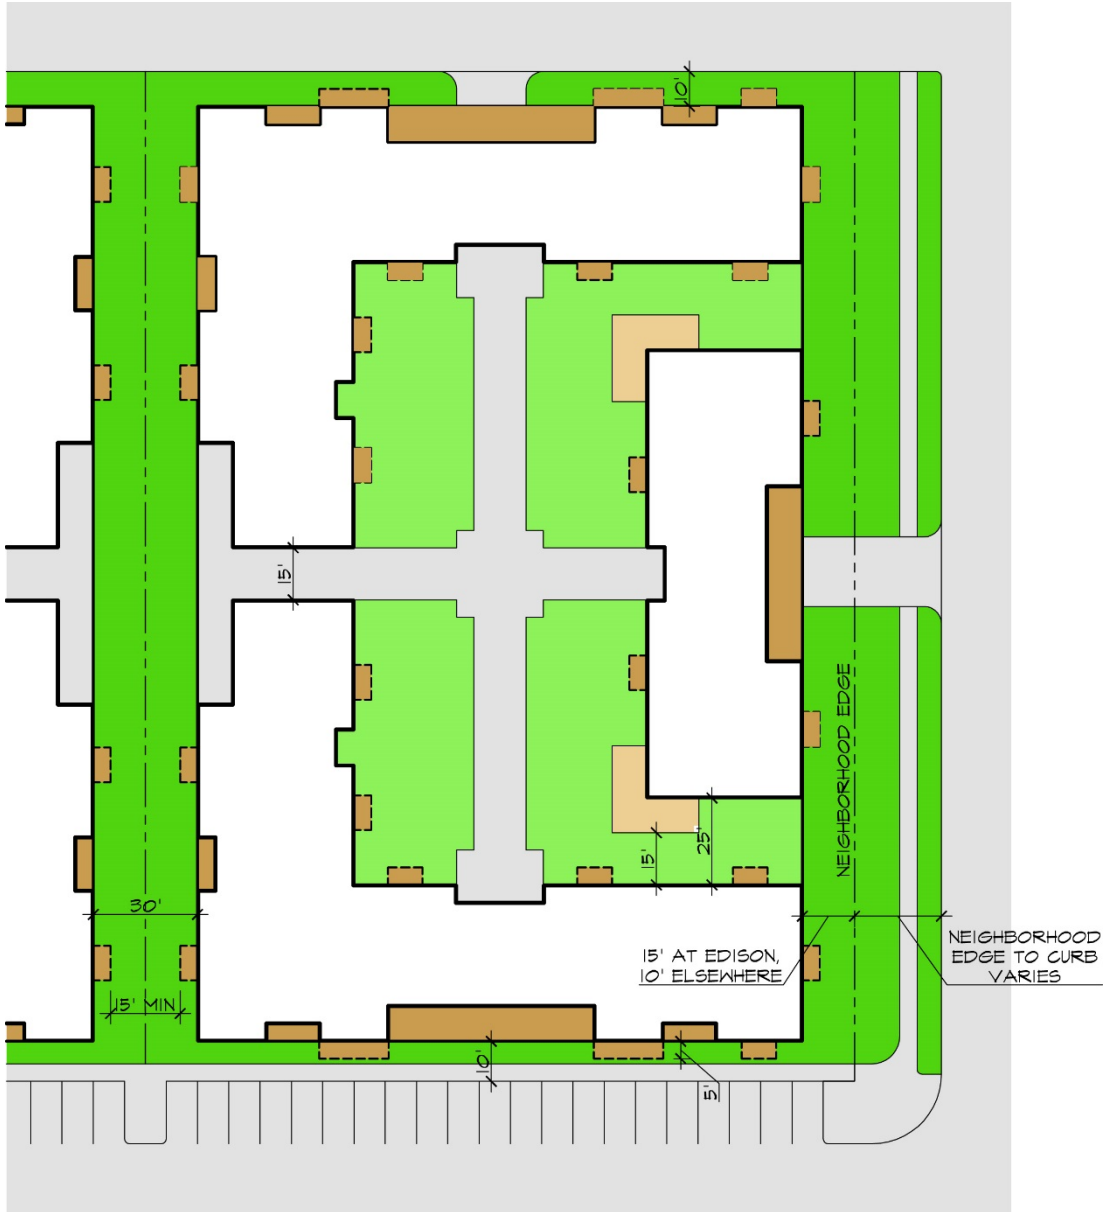 10'
15'
NEIGHBORHOOD EDGE
15'
25'
30'
15' AT EDISON,
10' ELSEWHERE
NEIGHBORHOOD
EDGE TO CURB
VARIES
15' MIN
10'
5'